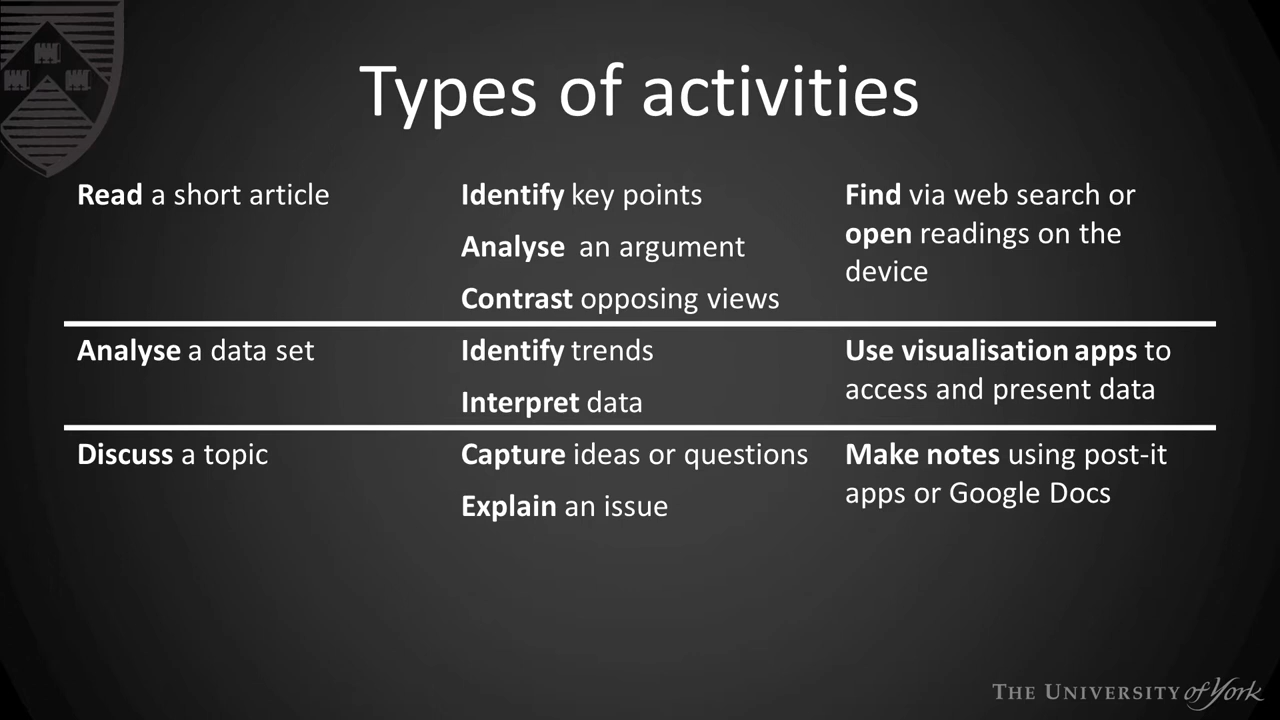 Types of activities
Read a short article
Identify key points
Analyse an argument
Contrast opposing views
Find via web search or
open readings on the
device
Analyse a data set
Identify trends
Interpret data
Use visualisation apps to
access and present data
Discuss a topic
Capture ideas or questions
Explain an issue
Make notes using post-it
apps or Google Docs
THE UNIVERSITY of York